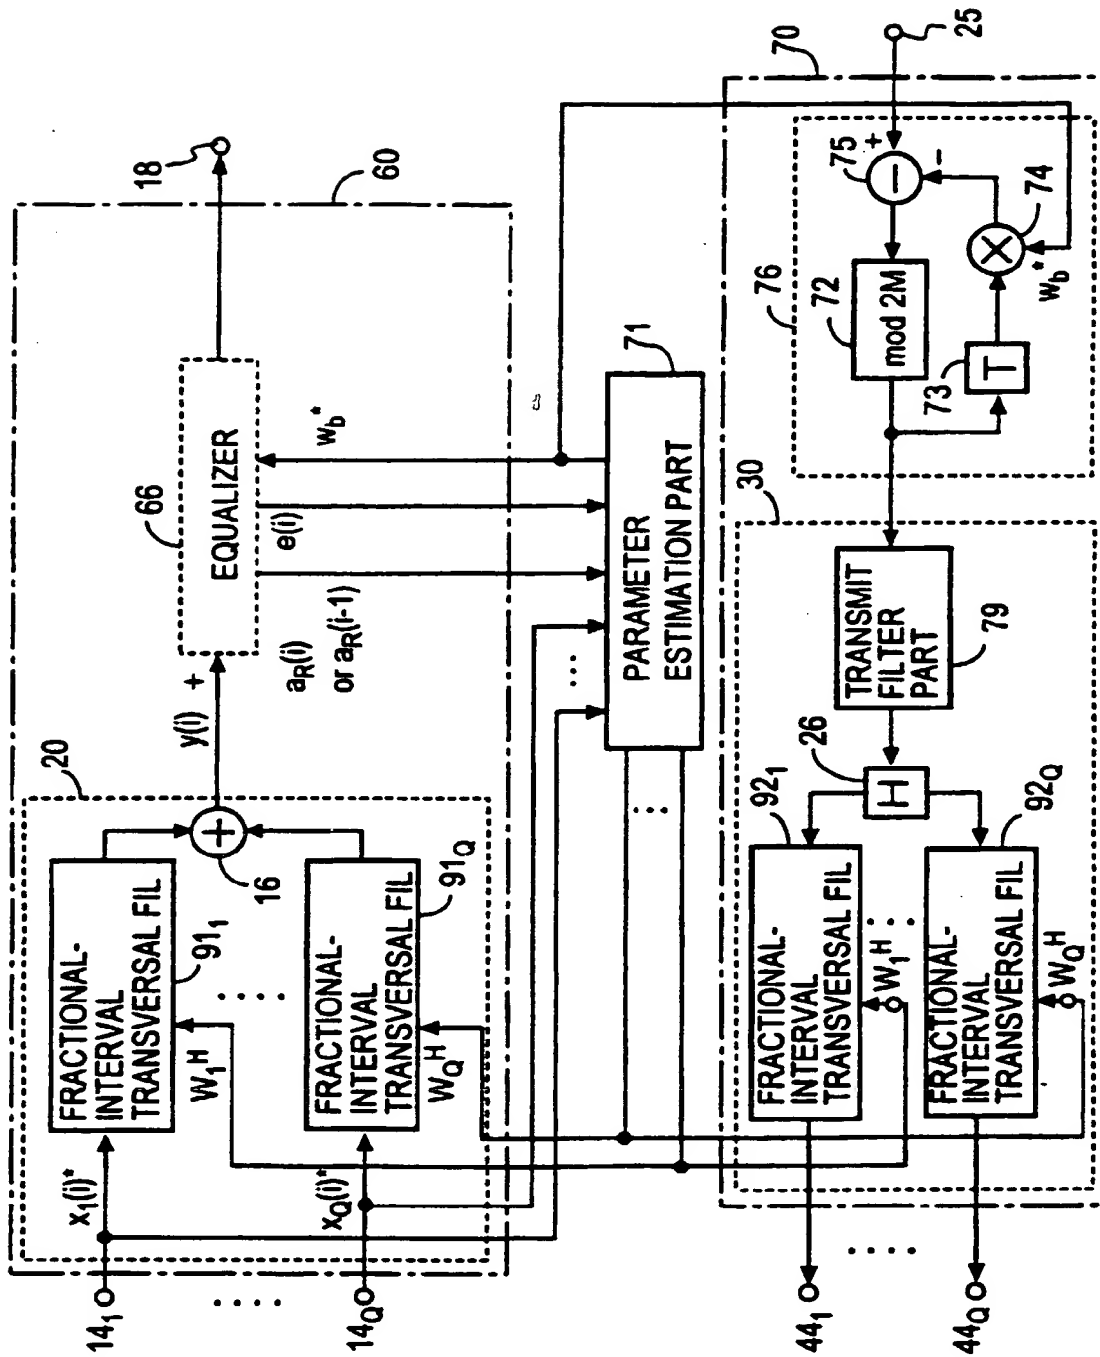 14₁
x₁(i)*
FRACTIONAL-
INTERVAL
TRANSVERSAL FIL
91₁
W₁ᴴ
....
14Q
xQ(i)*
FRACTIONAL-
INTERVAL
TRANSVERSAL FIL
91Q
WQᴴ
....
+
16
20
y(i)
+
EQUALIZER
66
aR(i)
or aR(i-1)
e(i)
wb*
18
60
PARAMETER
ESTIMATION PART
71
...
...
70
25
+
−
75
−
74
×
wb*
76
72
mod 2M
73
T
30
TRANSMIT
FILTER
PART
79
26
H
92₁
FRACTIONAL-
INTERVAL
TRANSVERSAL FIL
W₁ᴴ
....
92Q
FRACTIONAL-
INTERVAL
TRANSVERSAL FIL
WQᴴ
44₁
....
44Q